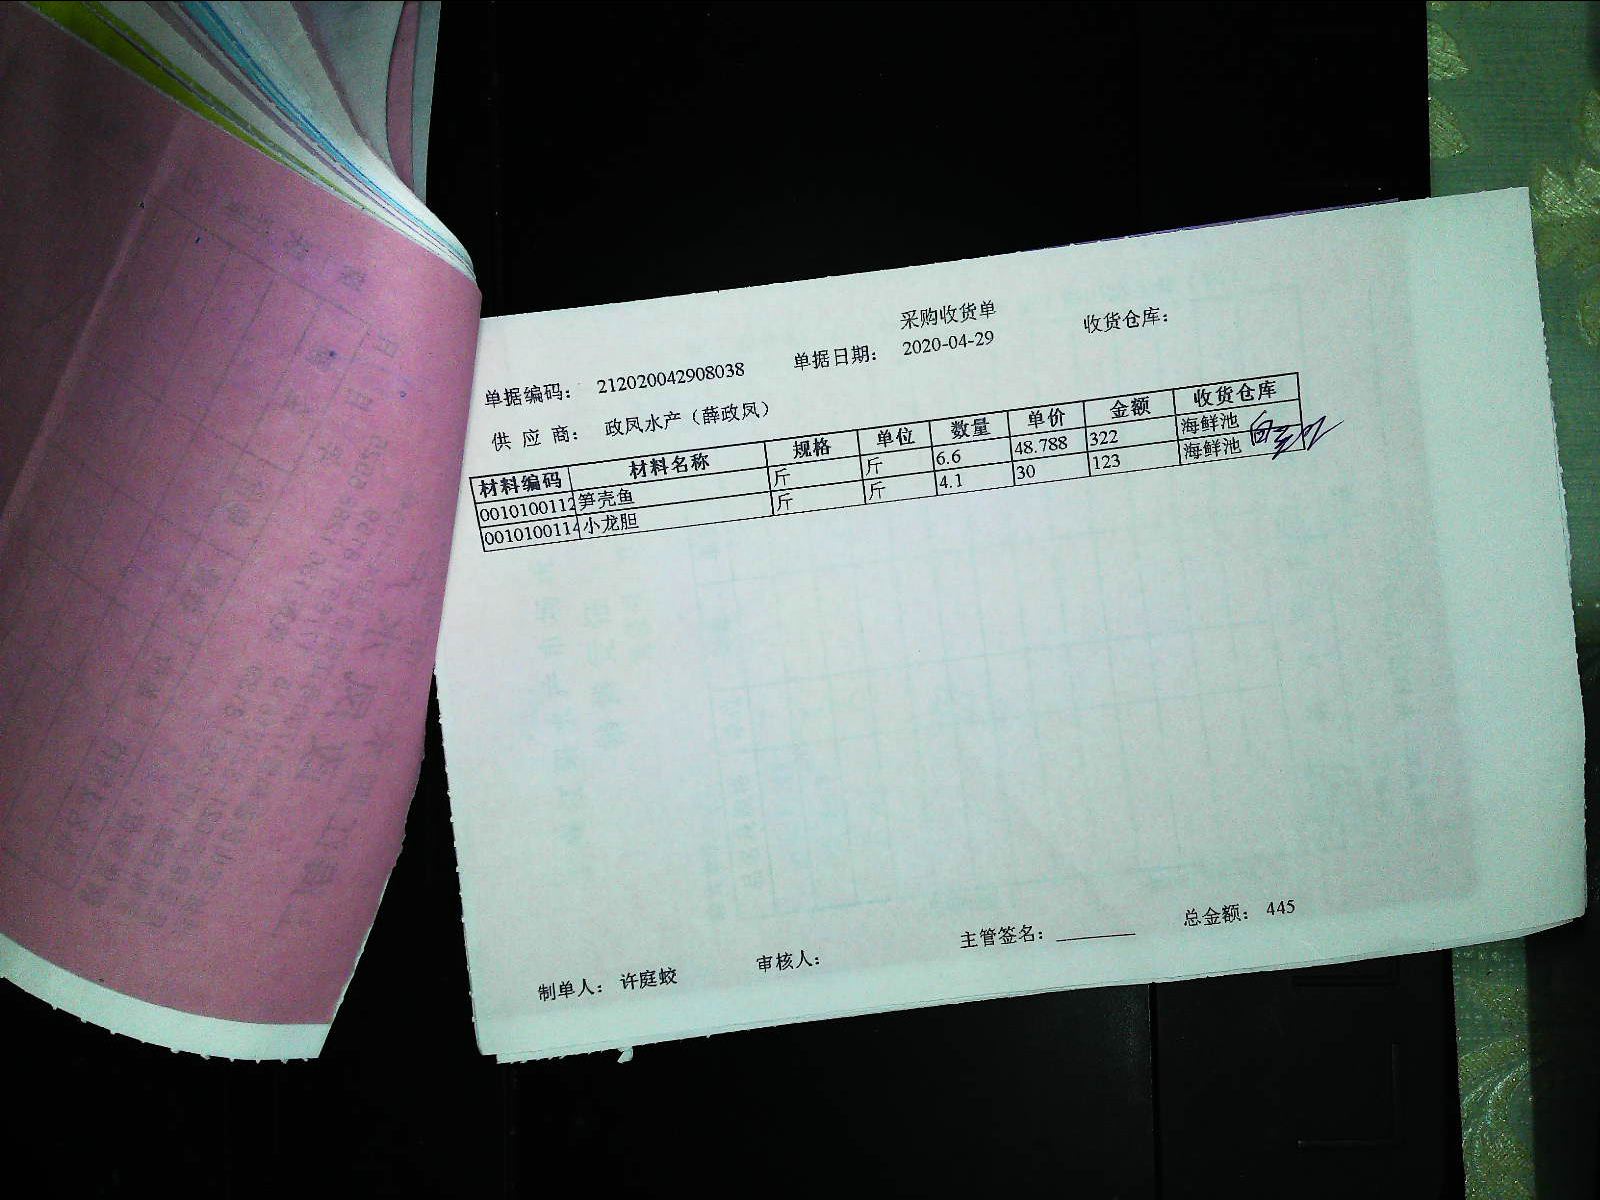 采购收货单
单据编码： 212020042908038 单据日期： 2020-04-29 收货仓库：
供 应 商： 政凤水产（薛政凤）
材料编码 材料名称 规格 单位 数量 单价 金额 收货仓库
0010100112 笋壳鱼 斤 斤 6.6 48.788 322 海鲜池
0010100114 小龙胆 斤 斤 4.1 30 123 海鲜池
制单人： 许庭蛟 审核人： 主管签名： 总金额： 445